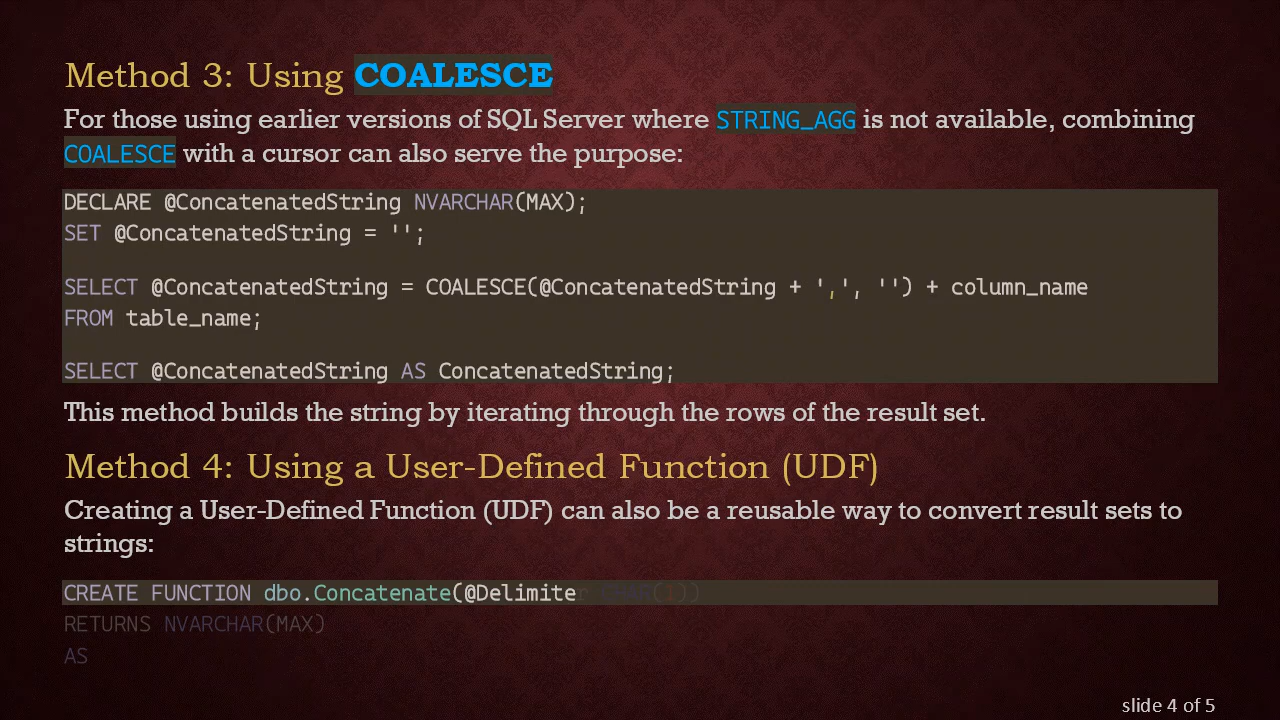 Method 3: Using COALESCE
For those using earlier versions of SQL Server where STRING_AGG is not available, combining
COALESCE with a cursor can also serve the purpose:
DECLARE @ConcatenatedString NVARCHAR(MAX);
SET @ConcatenatedString = '';
SELECT @ConcatenatedString = COALESCE(@ConcatenatedString + ',', '') + column_name
FROM table_name;
SELECT @ConcatenatedString AS ConcatenatedString;
This method builds the string by iterating through the rows of the result set.
Method 4: Using a User-Defined Function (UDF)
Creating a User-Defined Function (UDF) can also be a reusable way to convert result sets to
strings:
CREATE FUNCTION dbo.Concatenate(@Delimiter CHAR(1))
RETURNS NVARCHAR(MAX)
AS
slide 4 of 5